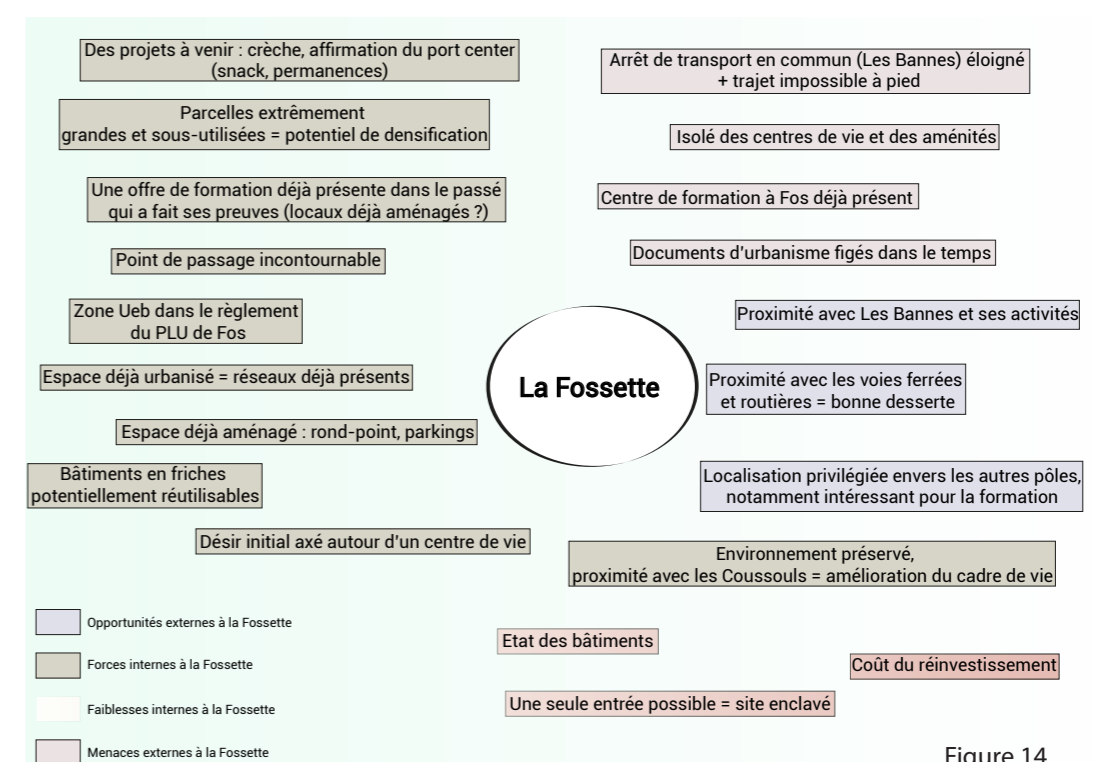 Des projets à venir : crèche, affirmation du port center
(snack, permanences)
Parcelles extrêmement
grandes et sous-utilisées = potentiel de densification
Une offre de formation déjà présente dans le passé
qui a fait ses preuves (locaux déjà aménagés ?)
Point de passage incontournable
Zone Ueb dans le règlement
du PLU de Fos
Espace déjà urbanisé = réseaux déjà présents
Espace déjà aménagé : rond-point, parkings
Bâtiments en friches
potentiellement réutilisables
Désir initial axé autour d'un centre de vie
Arrêt de transport en commun (Les Bannes) éloigné
+ trajet impossible à pied
Isolé des centres de vie et des aménités
Centre de formation à Fos déjà présent
Documents d'urbanisme figés dans le temps
Proximité avec Les Bannes et ses activités
La Fossette
Proximité avec les voies ferrées
et routières = bonne desserte
Localisation privilégiée envers les autres pôles,
notamment intéressant pour la formation
Environnement préservé,
proximité avec les Coussouls = amélioration du cadre de vie
Etat des bâtiments
Coût du réinvestissement
Une seule entrée possible = site enclavé
Opportunités externes à la Fossette
Forces internes à la Fossette
Faiblesses internes à la Fossette
Menaces externes à la Fossette
Figure 14